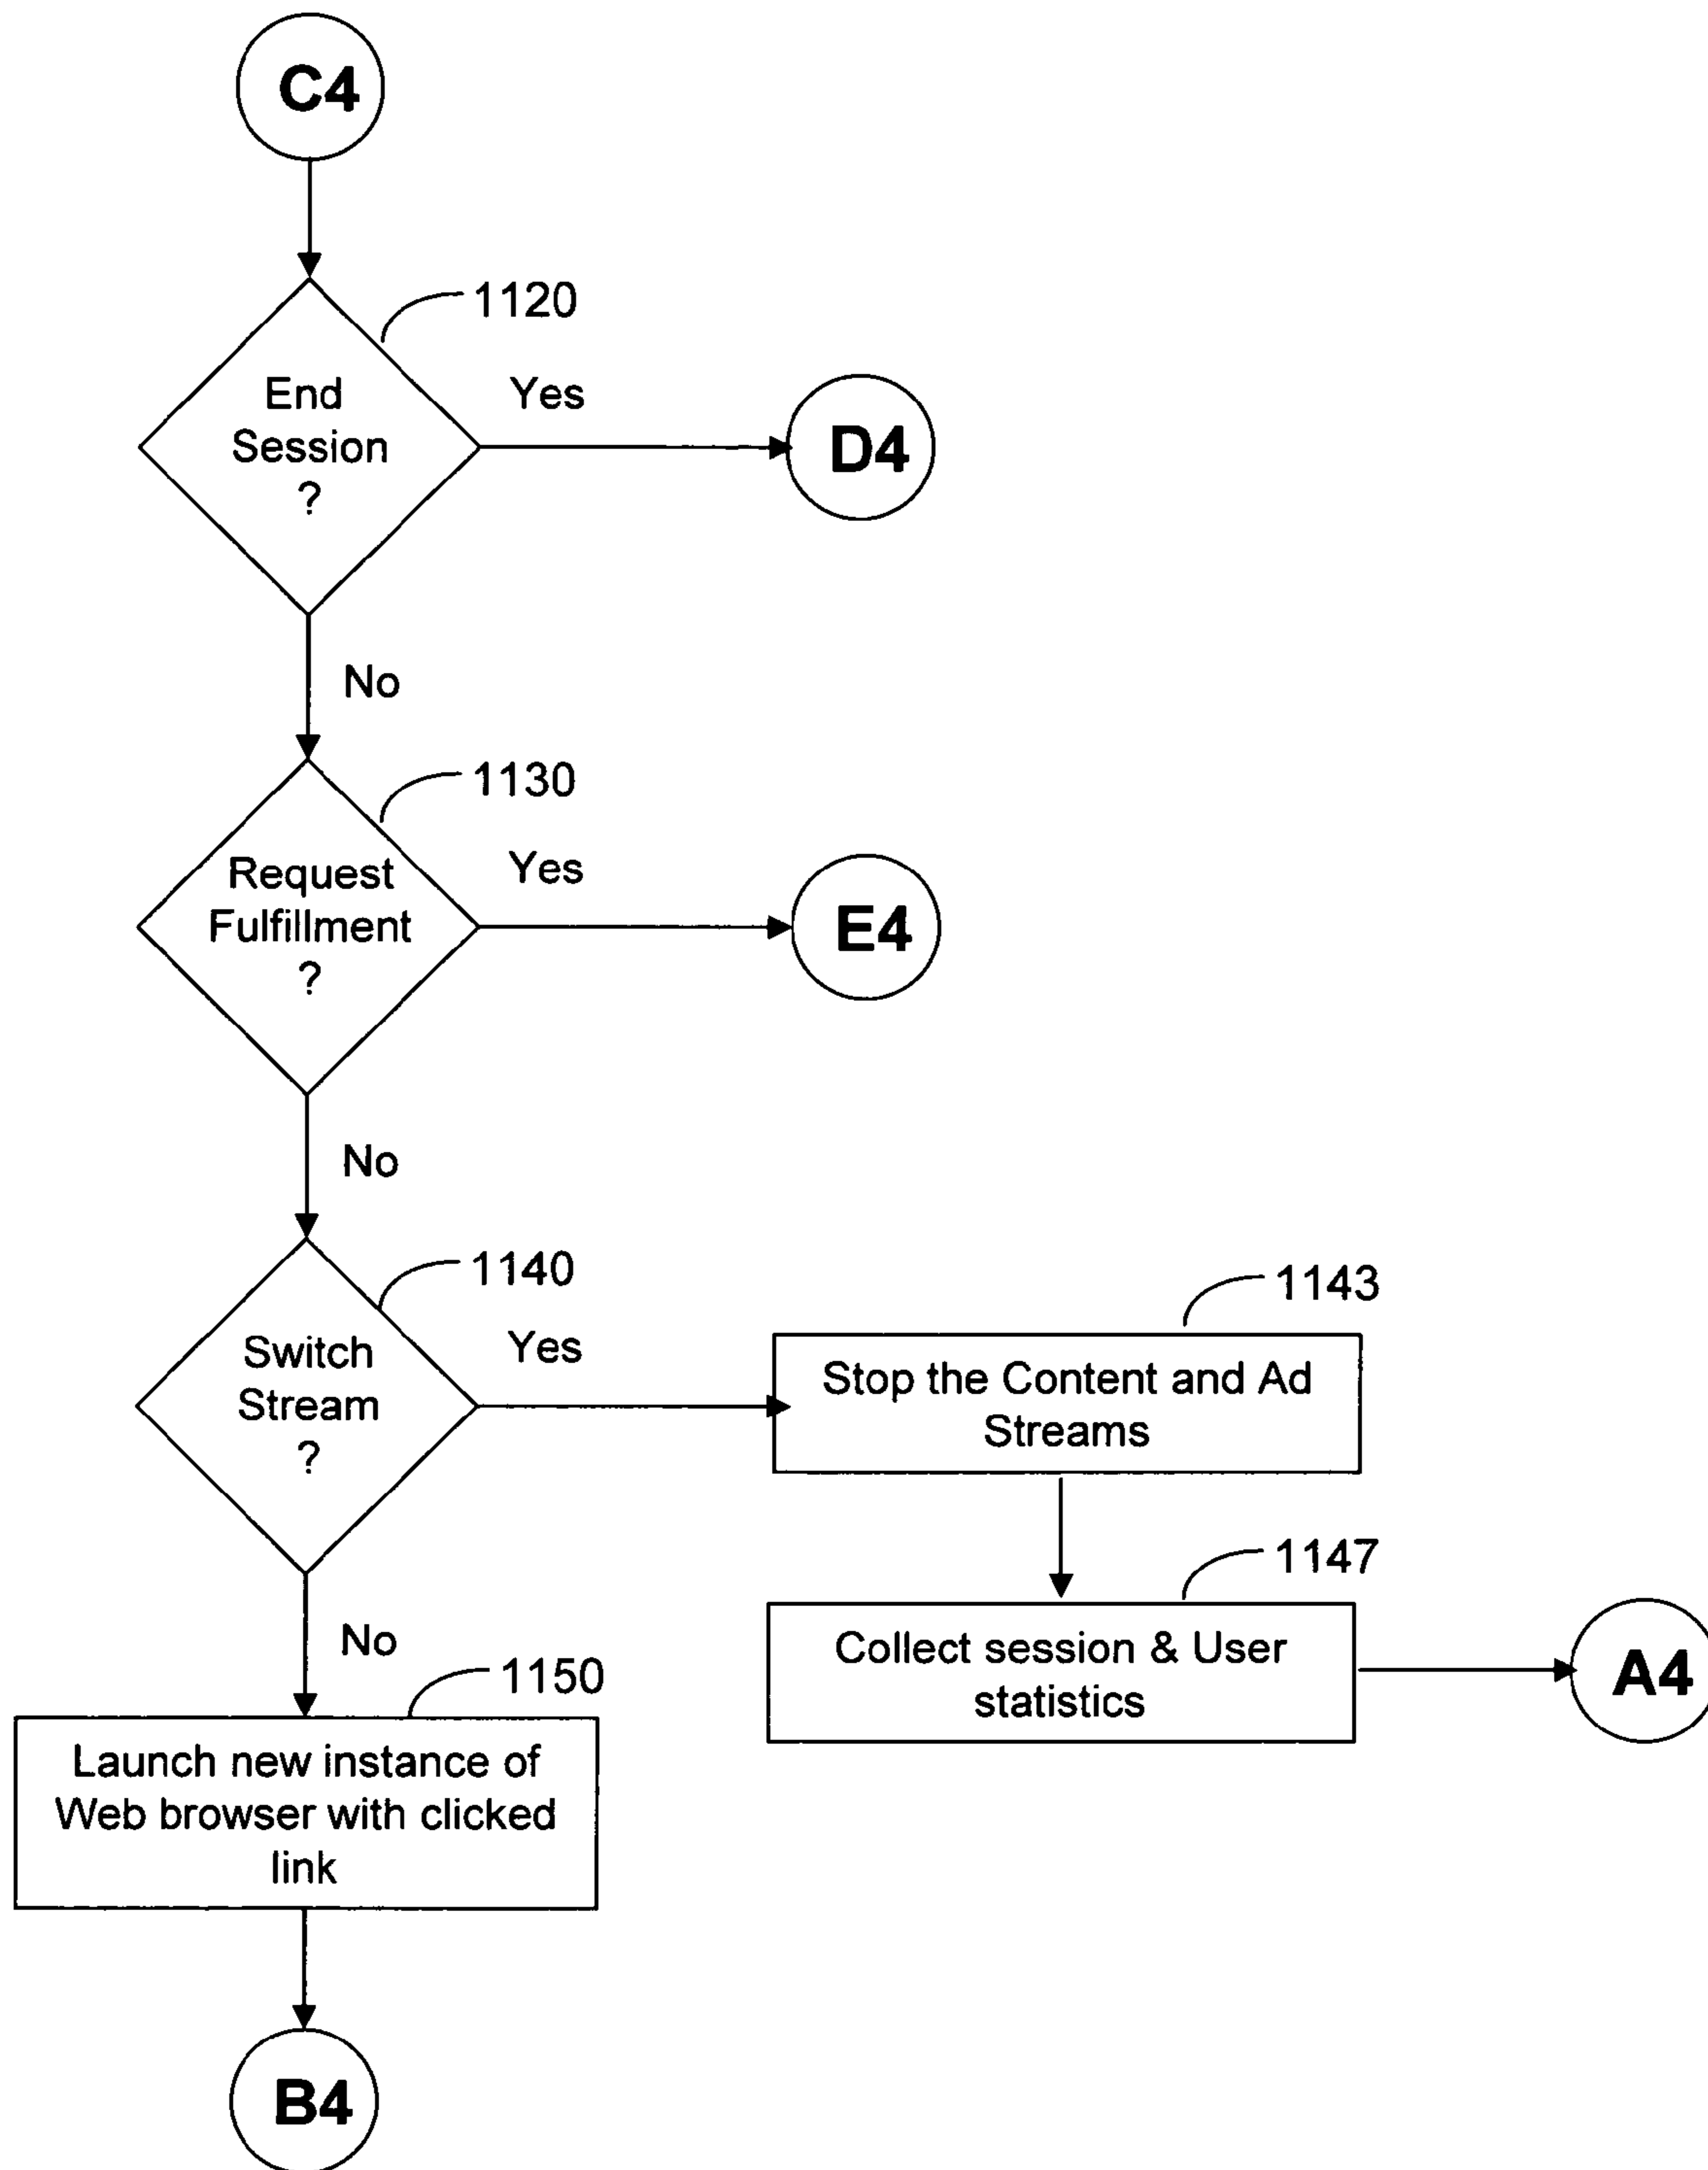 C4
1120
End
Session
?
Yes
D4
No
1130
Request
Fulfillment
?
Yes
E4
No
1140
Switch
Stream
?
Yes
1143
Stop the Content and Ad
Streams
1147
Collect session & User
statistics
A4
No
1150
Launch new instance of
Web browser with clicked
link
B4